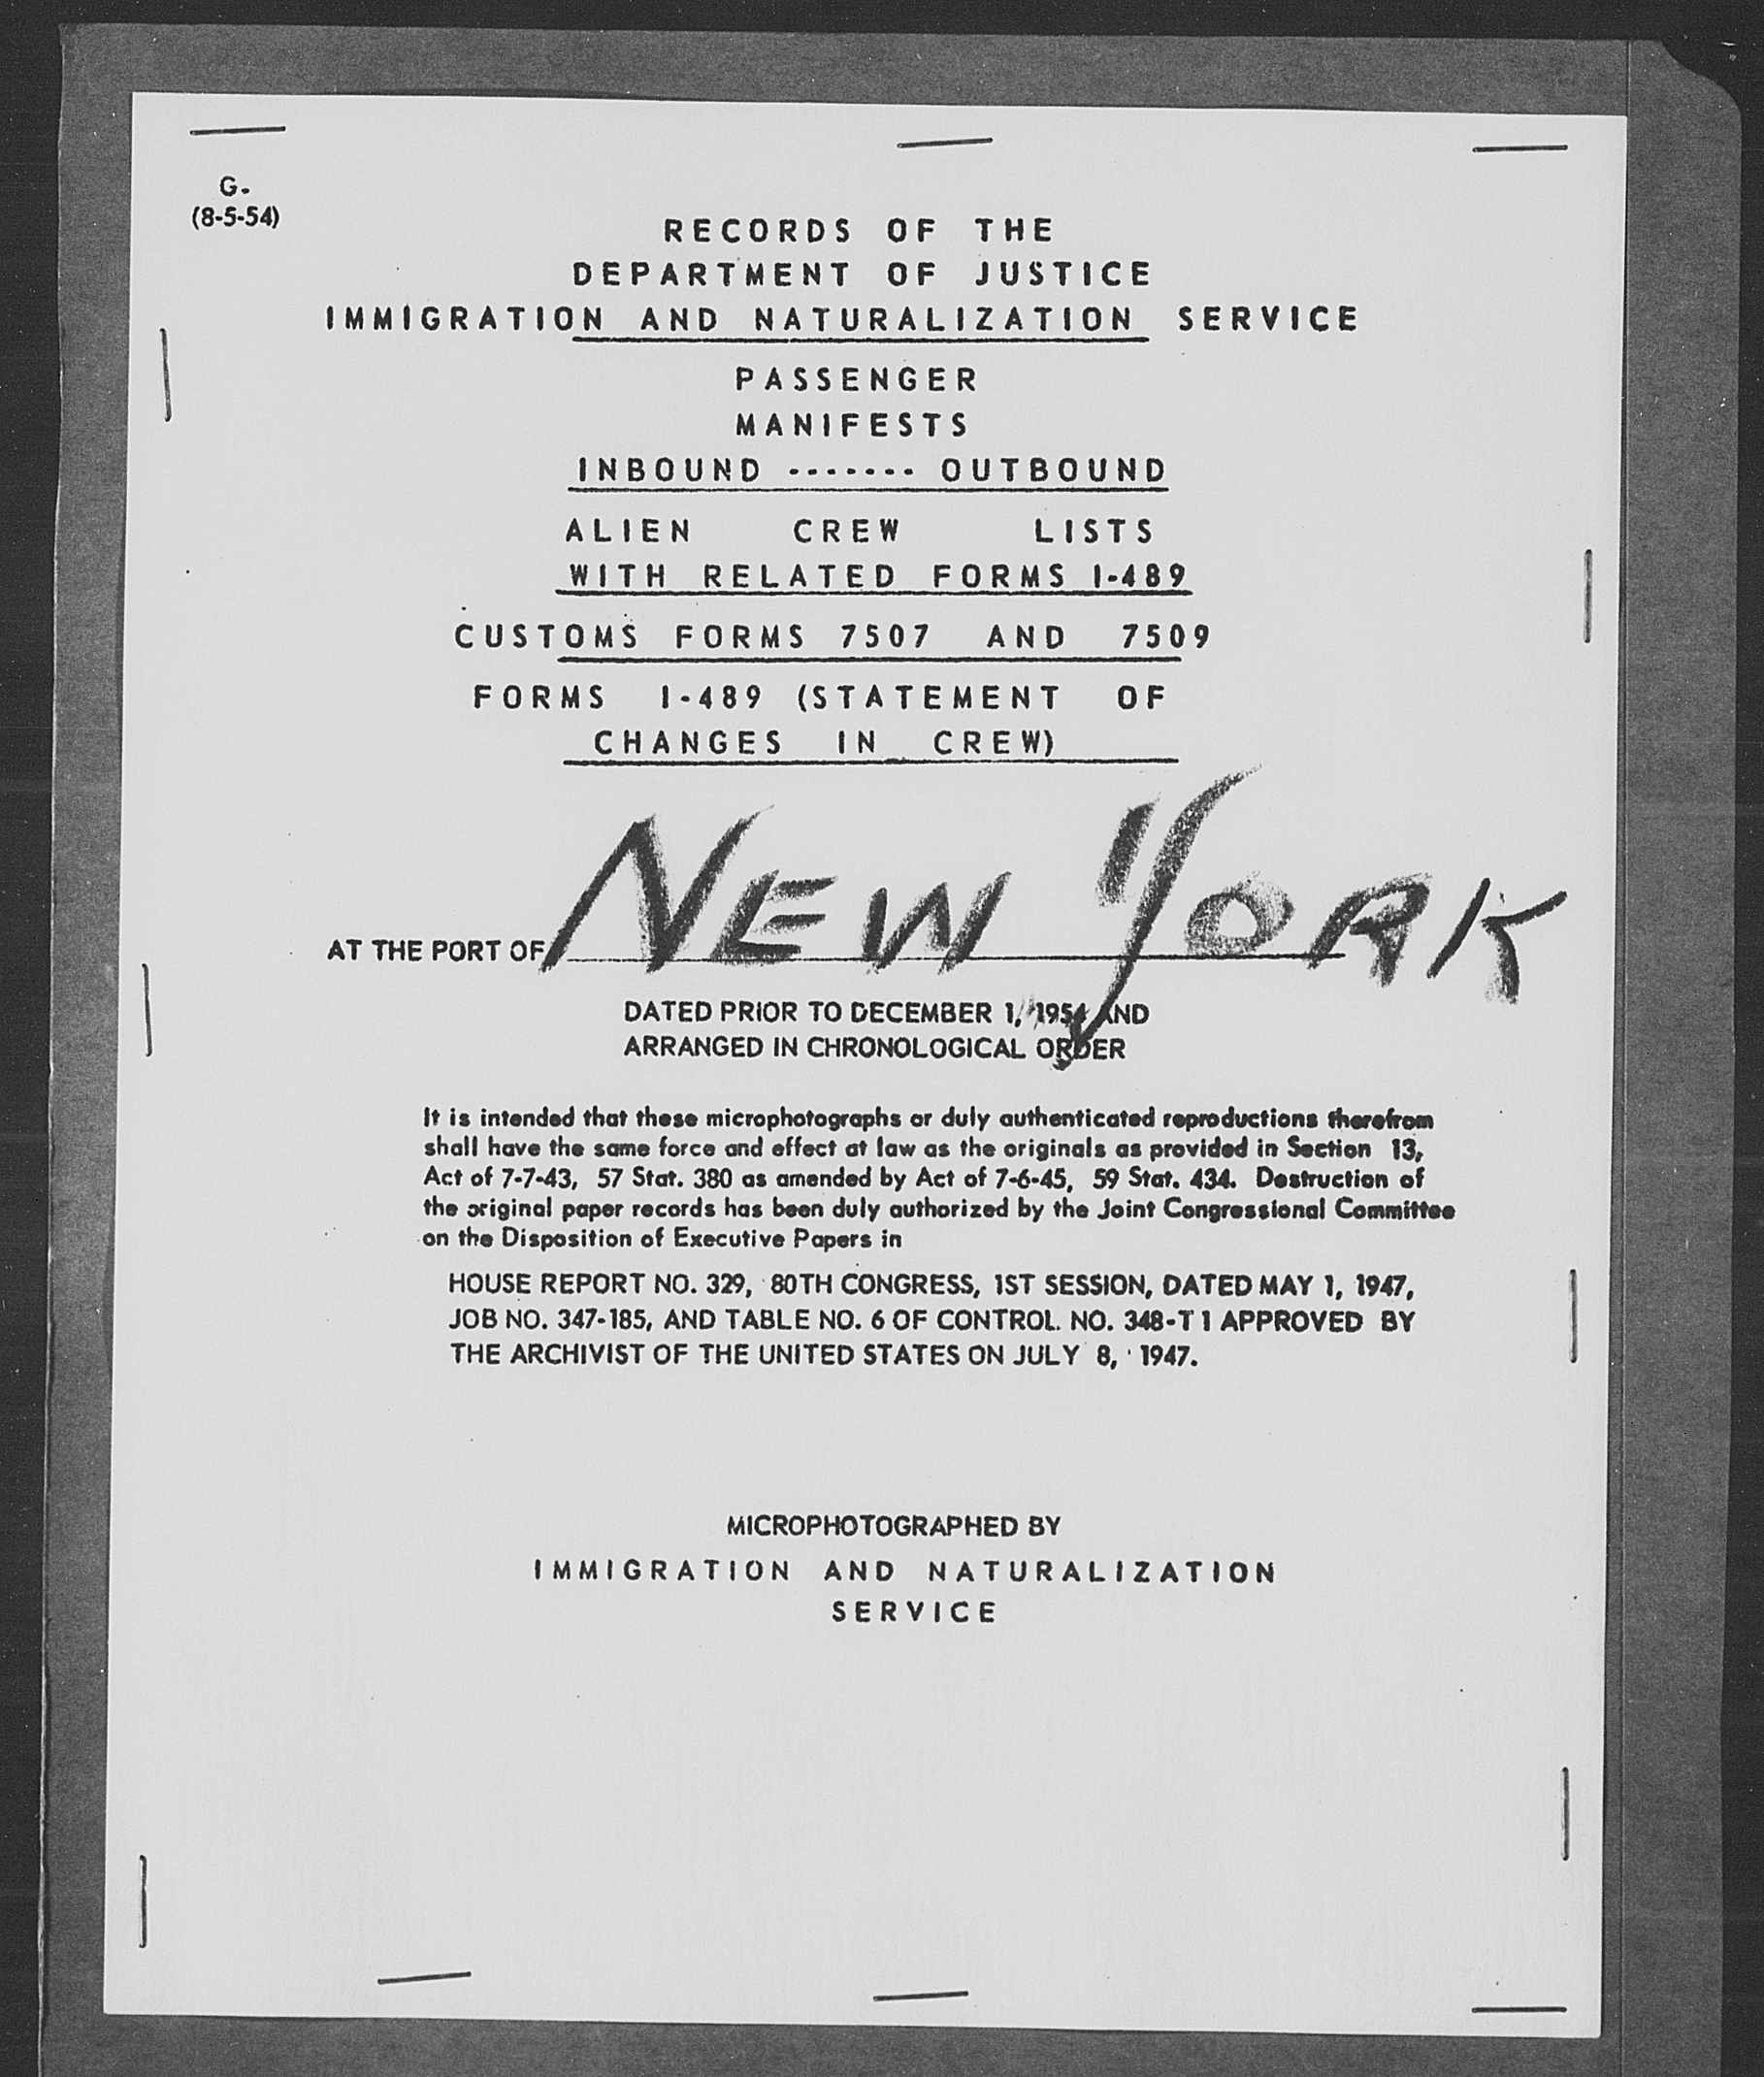 G.
(8-5-54)
RECORDS OF THE
DEPARTMENT OF JUSTICE
IMMIGRATION AND NATURALIZATION SERVICE
PASSENGER
MANIFESTS
INBOUND ------- OUTBOUND
ALIEN CREW LISTS
WITH RELATED FORMS I-489
CUSTOMS FORMS 7507 AND 7509
FORMS I-489 (STATEMENT OF
CHANGES IN CREW)
AT THE PORT OF NEW YORK
DATED PRIOR TO DECEMBER 1, 1954 AND
ARRANGED IN CHRONOLOGICAL ORDER
It is intended that these microphotographs or duly authenticated reproductions therefrom
shall have the same force and effect at law as the originals as provided in Section 13,
Act of 7-7-43, 57 Stat. 380 as amended by Act of 7-6-45, 59 Stat. 434. Destruction of
the original paper records has been duly authorized by the Joint Congressional Committee
on the Disposition of Executive Papers in
HOUSE REPORT NO. 329, 80TH CONGRESS, 1ST SESSION, DATED MAY 1, 1947,
JOB NO. 347-185, AND TABLE NO. 6 OF CONTROL NO. 348-T1 APPROVED BY
THE ARCHIVIST OF THE UNITED STATES ON JULY 8, 1947.
MICROPHOTOGRAPHED BY
IMMIGRATION AND NATURALIZATION
SERVICE